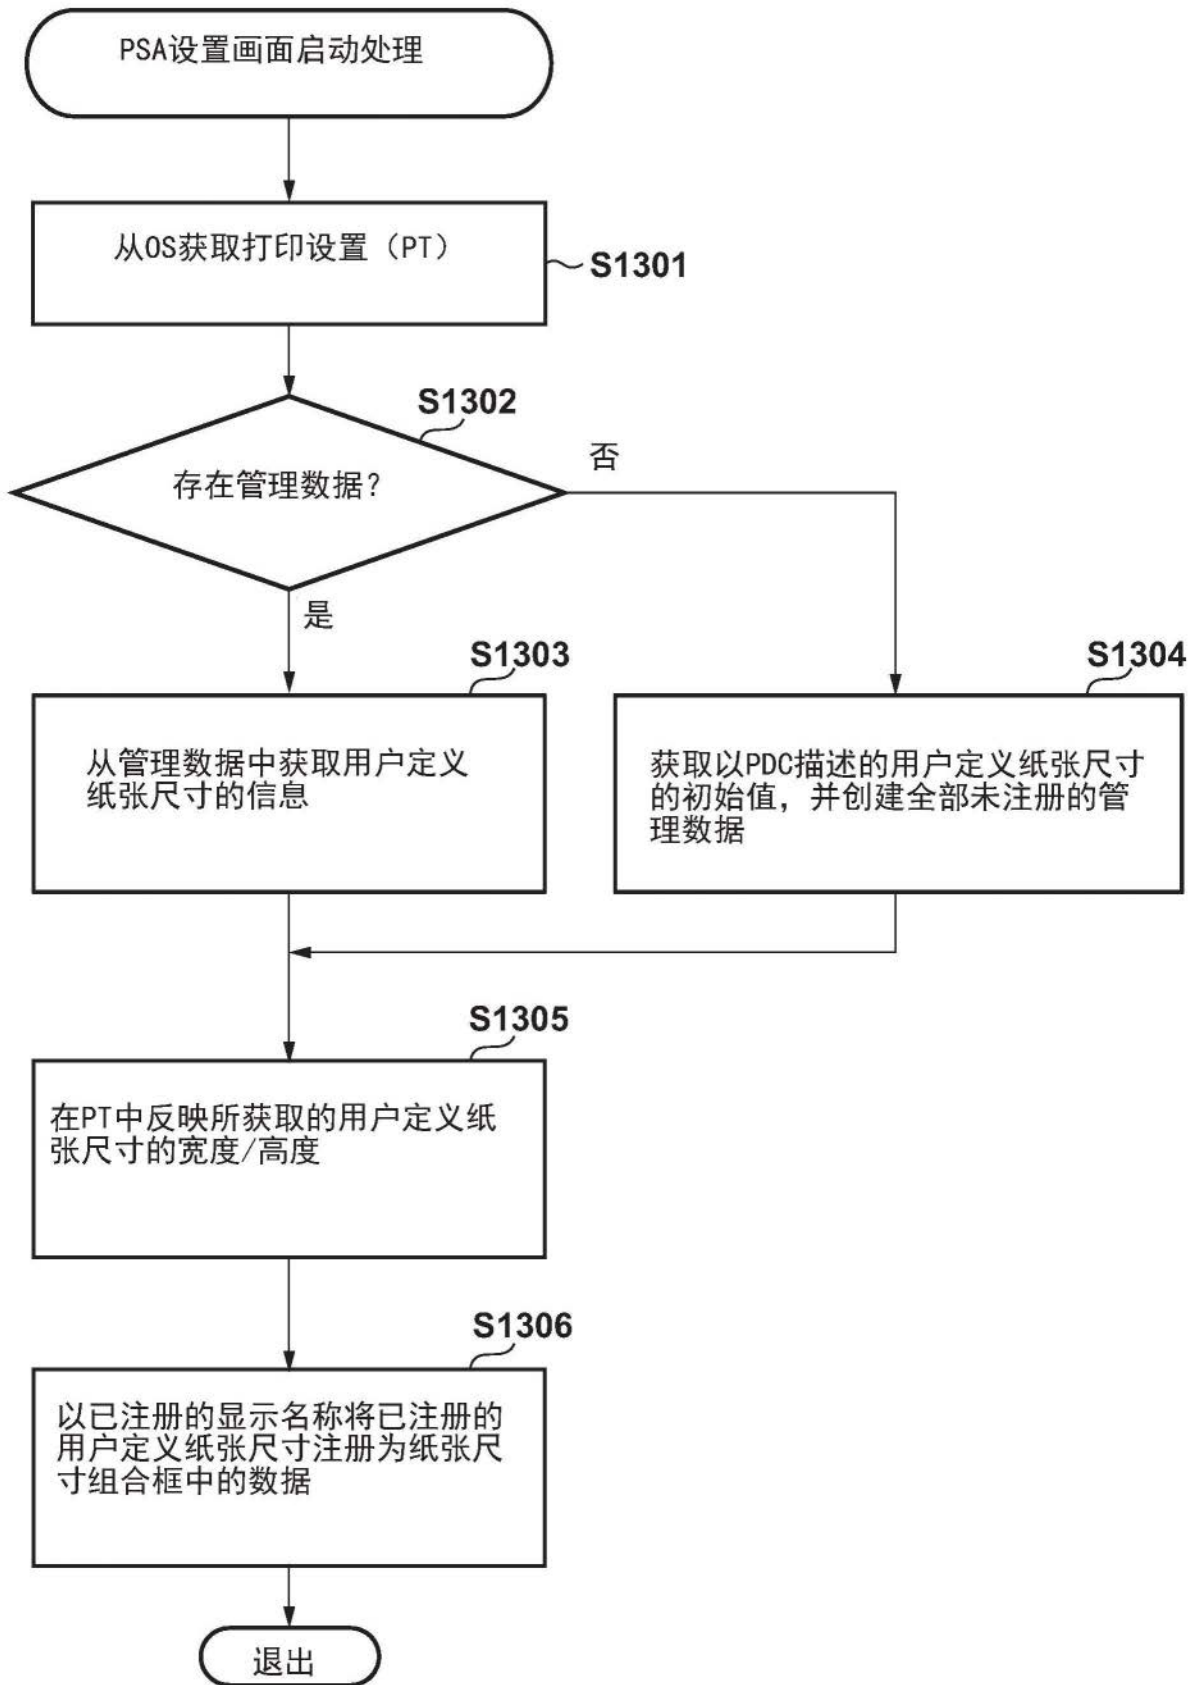 PSA设置画面启动处理
从OS获取打印设置（PT）
S1301
S1302
存在管理数据？
否
是
S1303
从管理数据中获取用户定义
纸张尺寸的信息
S1304
获取以PDC描述的用户定义纸张尺寸
的初始值，并创建全部未注册的管
理数据
S1305
在PT中反映所获取的用户定义纸
张尺寸的宽度/高度
S1306
以已注册的显示名称将已注册的
用户定义纸张尺寸注册为纸张尺
寸组合框中的数据
退出